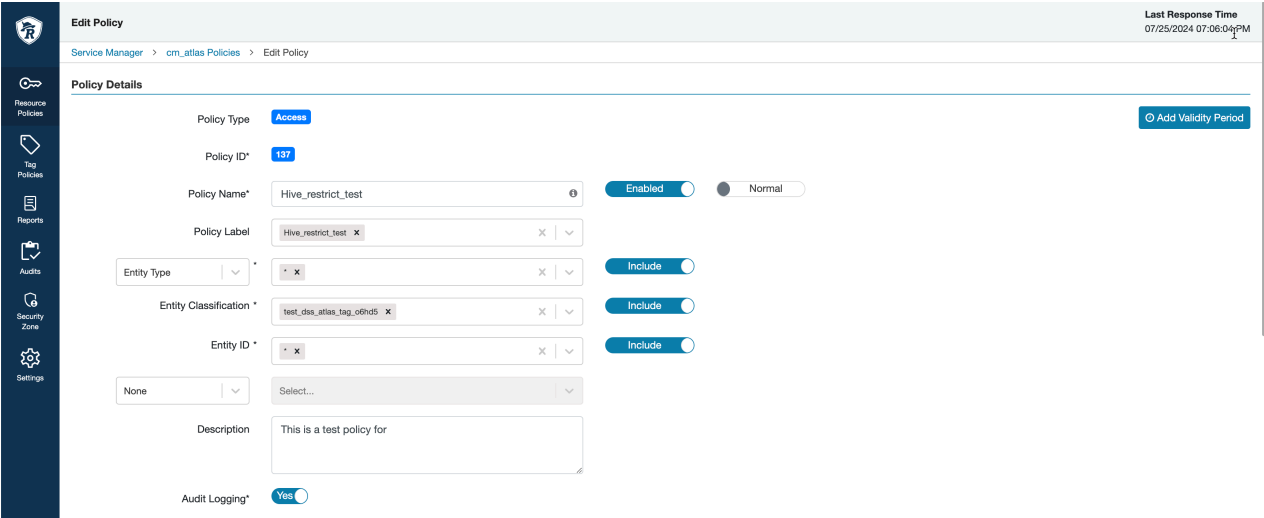 Edit Policy
Last Response Time
07/25/2024 07:06:04 PM
Service Manager > cm_atlas Policies > Edit Policy
Policy Details
Resource
Policies
Tag
Policies
Reports
Audits
Security
Zone
Settings
Policy Type Access
Add Validity Period
Policy ID* 137
Policy Name* Hive_restrict_test Enabled Normal
Policy Label Hive_restrict_test ×
Entity Type * * × Include
Entity Classification * test_dss_atlas_tag_o6hd5 × Include
Entity ID * * × Include
None Select...
Description This is a test policy for
Audit Logging* Yes